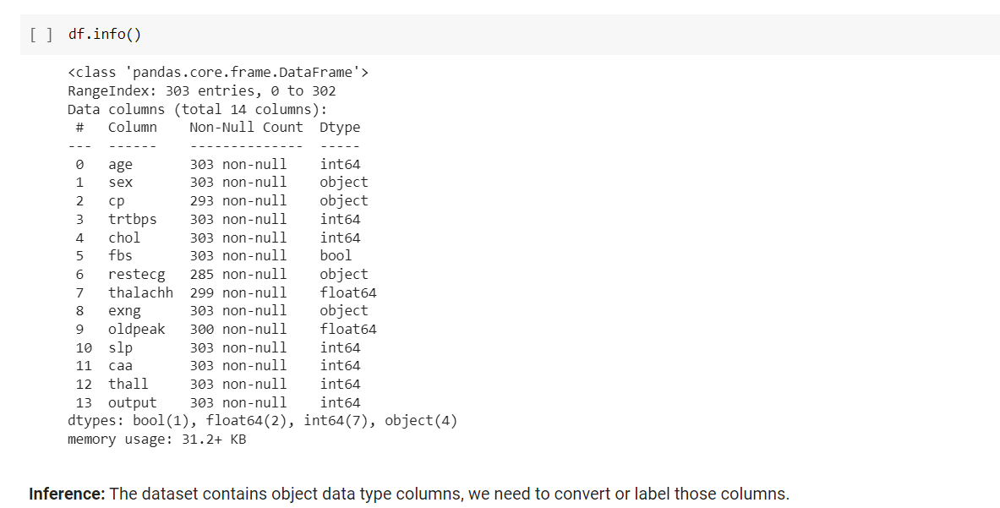 [ ] df.info()
<class 'pandas.core.frame.DataFrame'>
RangeIndex: 303 entries, 0 to 302
Data columns (total 14 columns):
 #   Column    Non-Null Count  Dtype
---  ------    --------------  -----
 0   age       303 non-null    int64
 1   sex       303 non-null    object
 2   cp        293 non-null    object
 3   trtbps    303 non-null    int64
 4   chol      303 non-null    int64
 5   fbs       303 non-null    bool
 6   restecg   285 non-null    object
 7   thalachh  299 non-null    float64
 8   exng      303 non-null    object
 9   oldpeak   300 non-null    float64
 10  slp       303 non-null    int64
 11  caa       303 non-null    int64
 12  thall     303 non-null    int64
 13  output    303 non-null    int64
dtypes: bool(1), float64(2), int64(7), object(4)
memory usage: 31.2+ KB
Inference: The dataset contains object data type columns, we need to convert or label those columns.